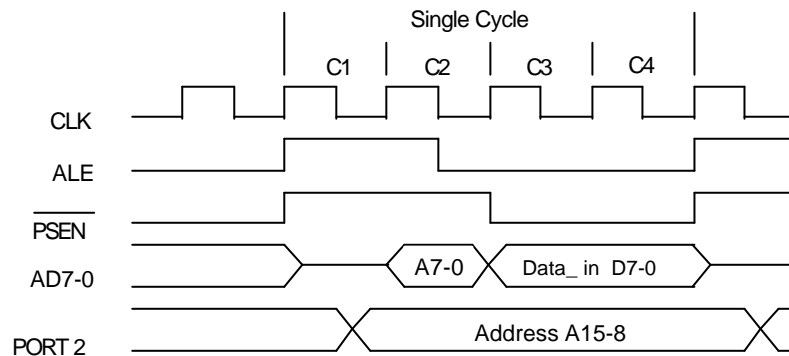 Single Cycle
C1 C2 C3 C4
CLK
ALE
PSEN
AD7-0 A7-0 Data_ in D7-0
PORT 2 Address A15-8